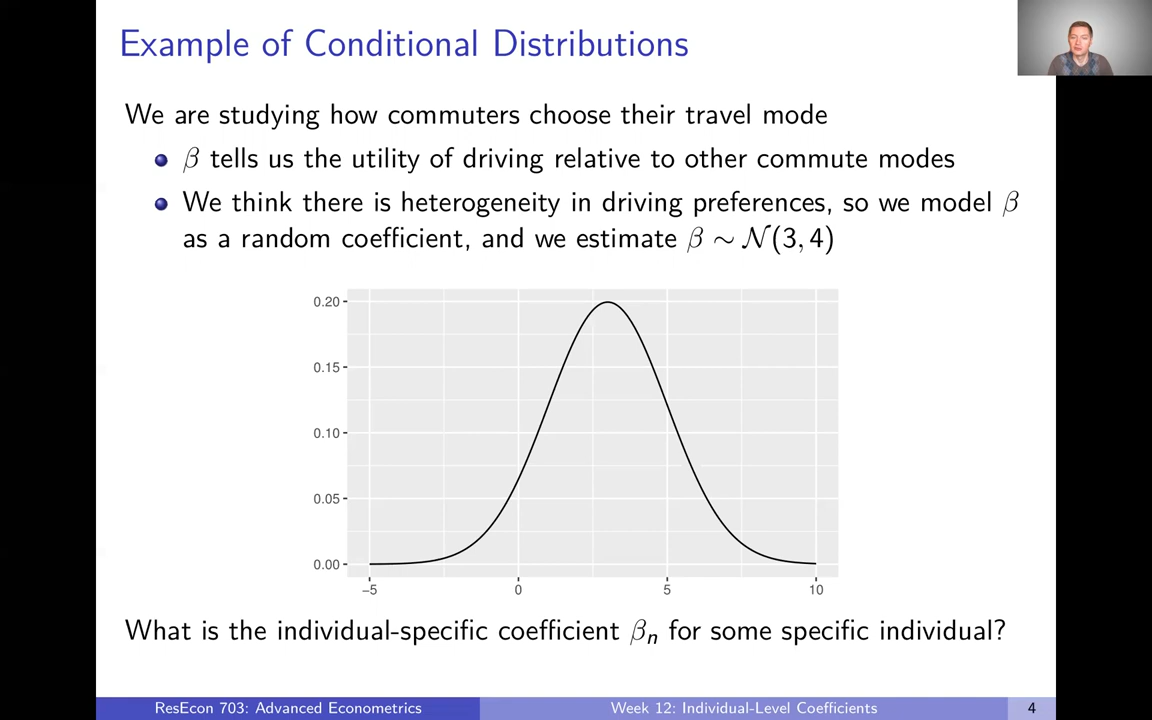 Example of Conditional Distributions
We are studying how commuters choose their travel mode
β tells us the utility of driving relative to other commute modes
We think there is heterogeneity in driving preferences, so we model β
as a random coefficient, and we estimate β ∼ N(3, 4)
0.20
0.15
0.10
0.05
0.00
−5 0 5 10
What is the individual-specific coefficient βn for some specific individual?
ResEcon 703: Advanced Econometrics Week 12: Individual-Level Coefficients 4